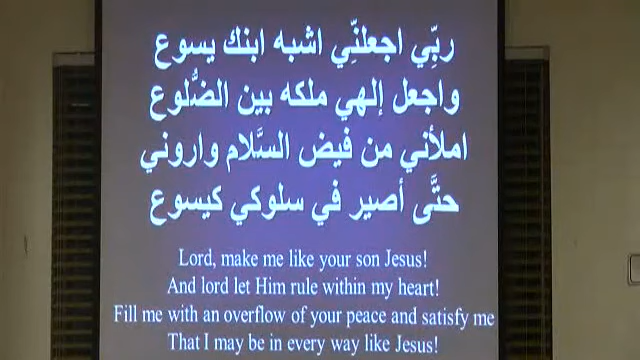 ربِّي اجعلنِّي اشبه ابنك يسوع
واجعل إلهي ملكه بين الضُّلوع
املأني من فيض السَّلام واروني
حتَّى أصير في سلوكي كيسوع
Lord, make me like your son Jesus!
And lord let Him rule within my heart!
Fill me with an overflow of your peace and satisfy me
That I may be in every way like Jesus!